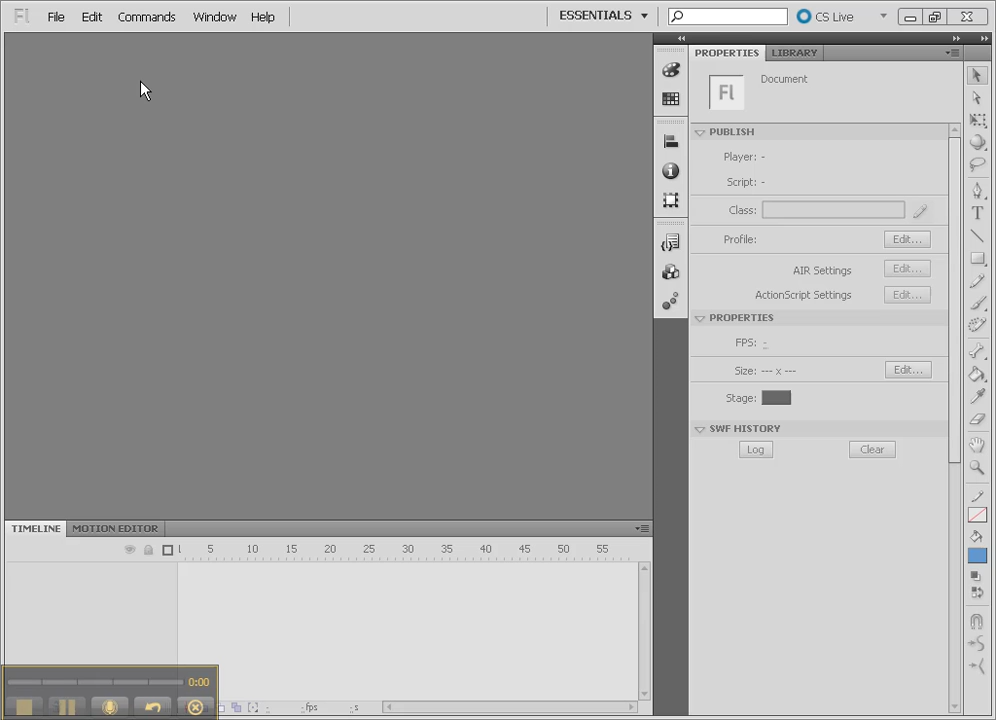 Fl File Edit Commands Window Help ESSENTIALS CS Live
PROPERTIES LIBRARY
Document
Fl
PUBLISH
Player: -
Script: -
Class:
Profile: Edit...
AIR Settings Edit...
ActionScript Settings Edit...
PROPERTIES
FPS: -
Size: --- x --- Edit...
Stage:
SWF HISTORY
Log Clear
T
TIMELINE MOTION EDITOR
1 5 10 15 20 25 30 35 40 45 50 55
0:00
- -fps -s